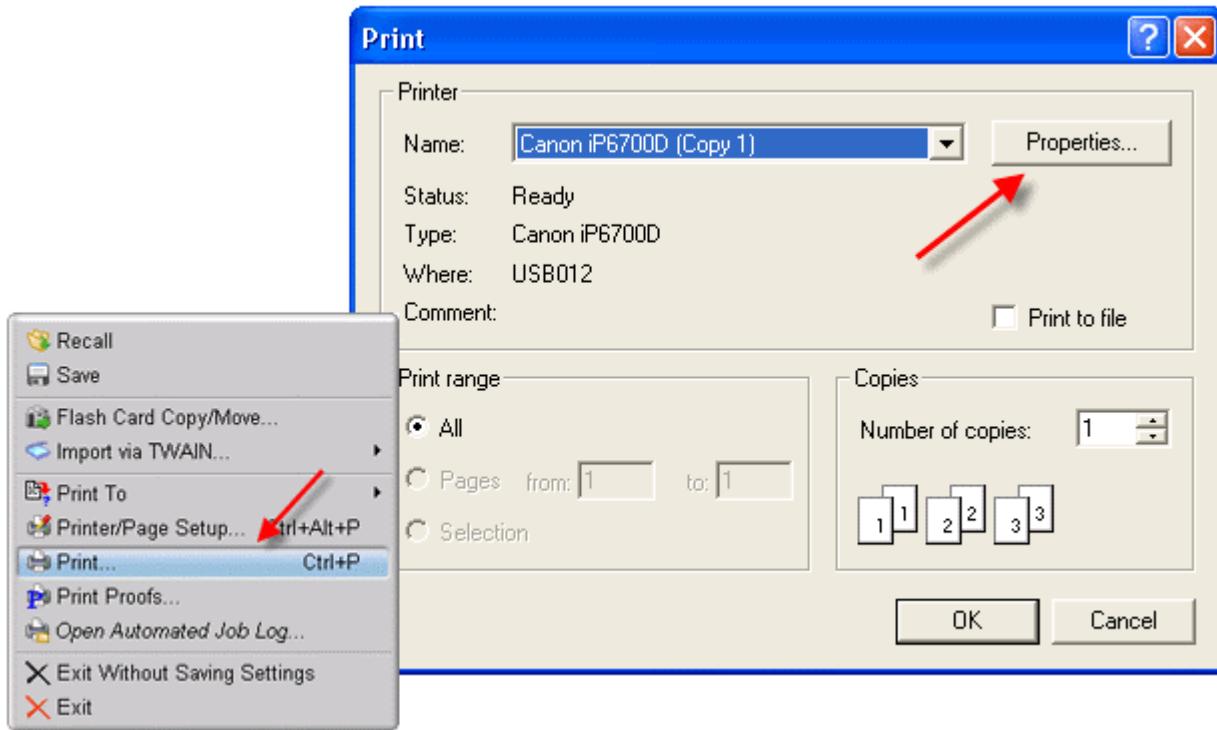 Print
Printer
Name: Canon iP6700D (Copy 1) Properties...
Status: Ready
Type: Canon iP6700D
Where: USB012
Comment:
Print to file
Print range
All
Pages from: 1 to: 1
Selection
Copies
Number of copies: 1
1 1 2 2 3 3
OK Cancel
Recall
Save
Flash Card Copy/Move...
Import via TWAIN...
Print To
Printer/Page Setup... Ctrl+Alt+P
Print... Ctrl+P
Print Proofs...
Open Automated Job Log...
Exit Without Saving Settings
Exit